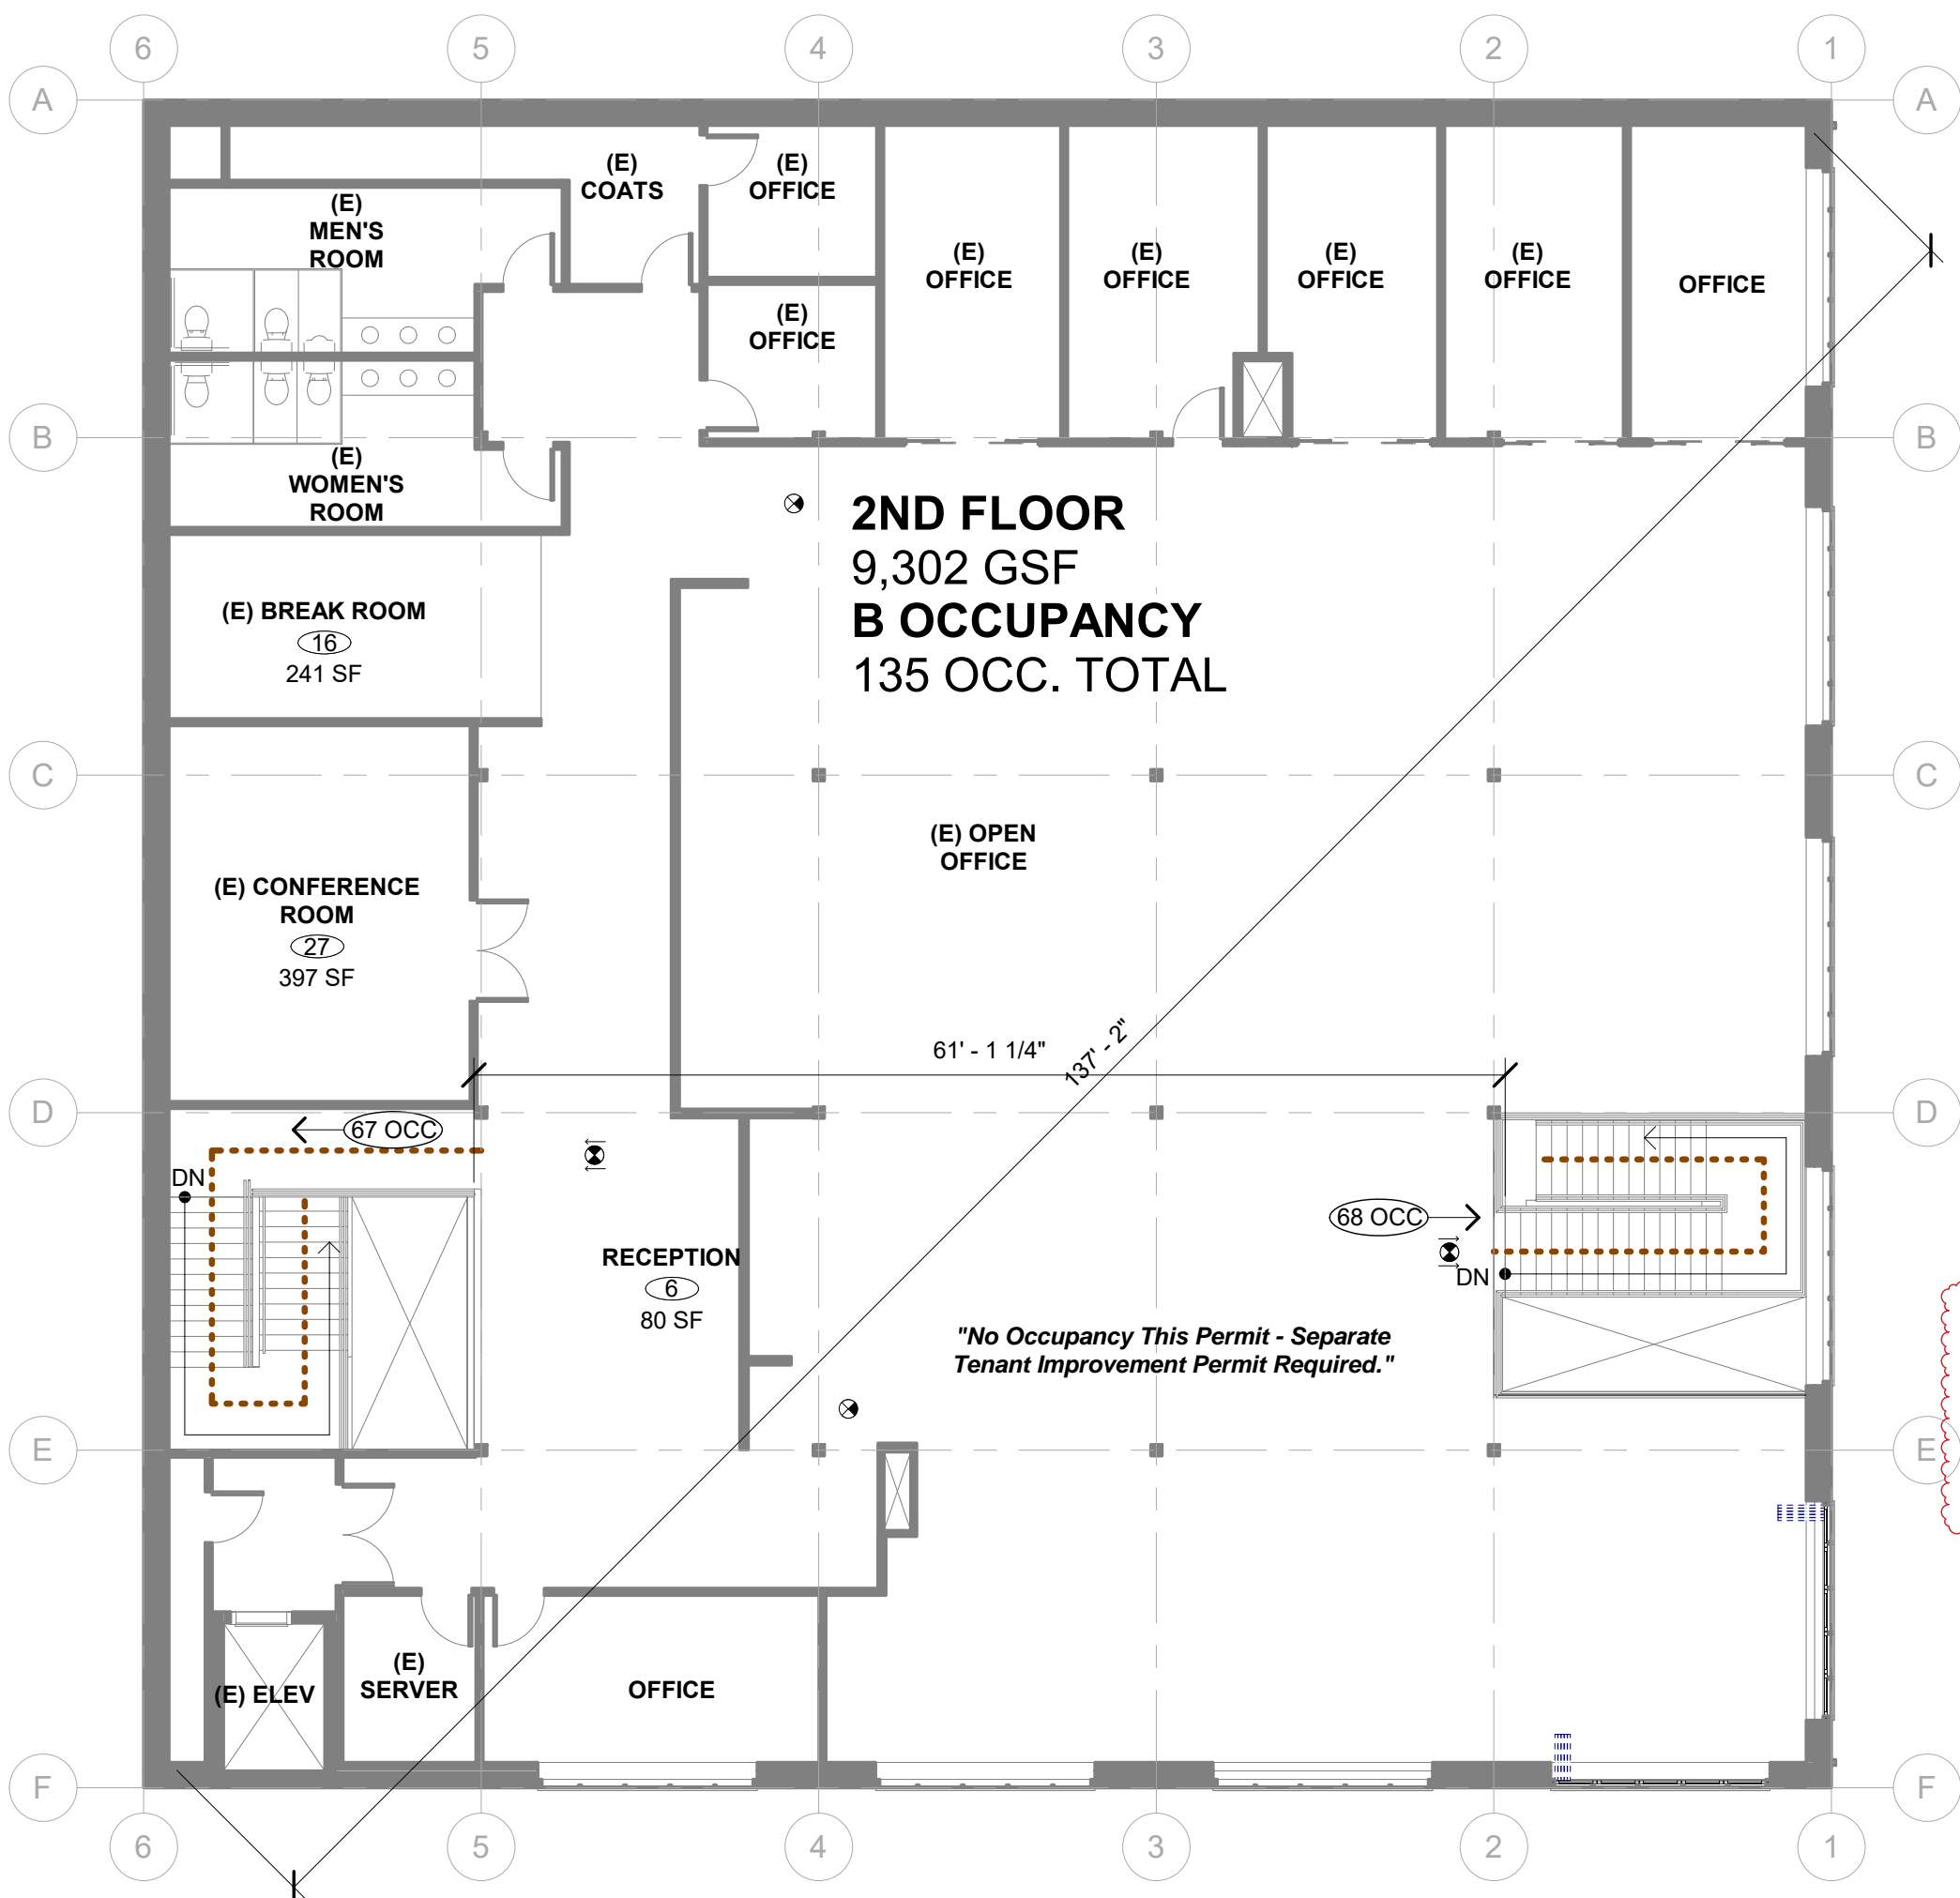 6 5 4 3 2 1
A A
(E)
COATS
(E)
OFFICE
(E)
MEN'S
ROOM
(E)
OFFICE
(E)
OFFICE
(E)
OFFICE
(E)
OFFICE
OFFICE
(E)
OFFICE
B B
(E)
WOMEN'S
ROOM
2ND FLOOR
9,302 GSF
B OCCUPANCY
135 OCC. TOTAL
(E) BREAK ROOM
16
241 SF
C C
(E) OPEN
OFFICE
(E) CONFERENCE
ROOM
27
397 SF
61' - 1 1/4"
137' - 2"
D D
67 OCC
DN
68 OCC
DN
RECEPTION
6
80 SF
"No Occupancy This Permit - Separate
Tenant Improvement Permit Required."
E E
(E)
SERVER
(E) ELEV
OFFICE
F F
6 5 4 3 2 1